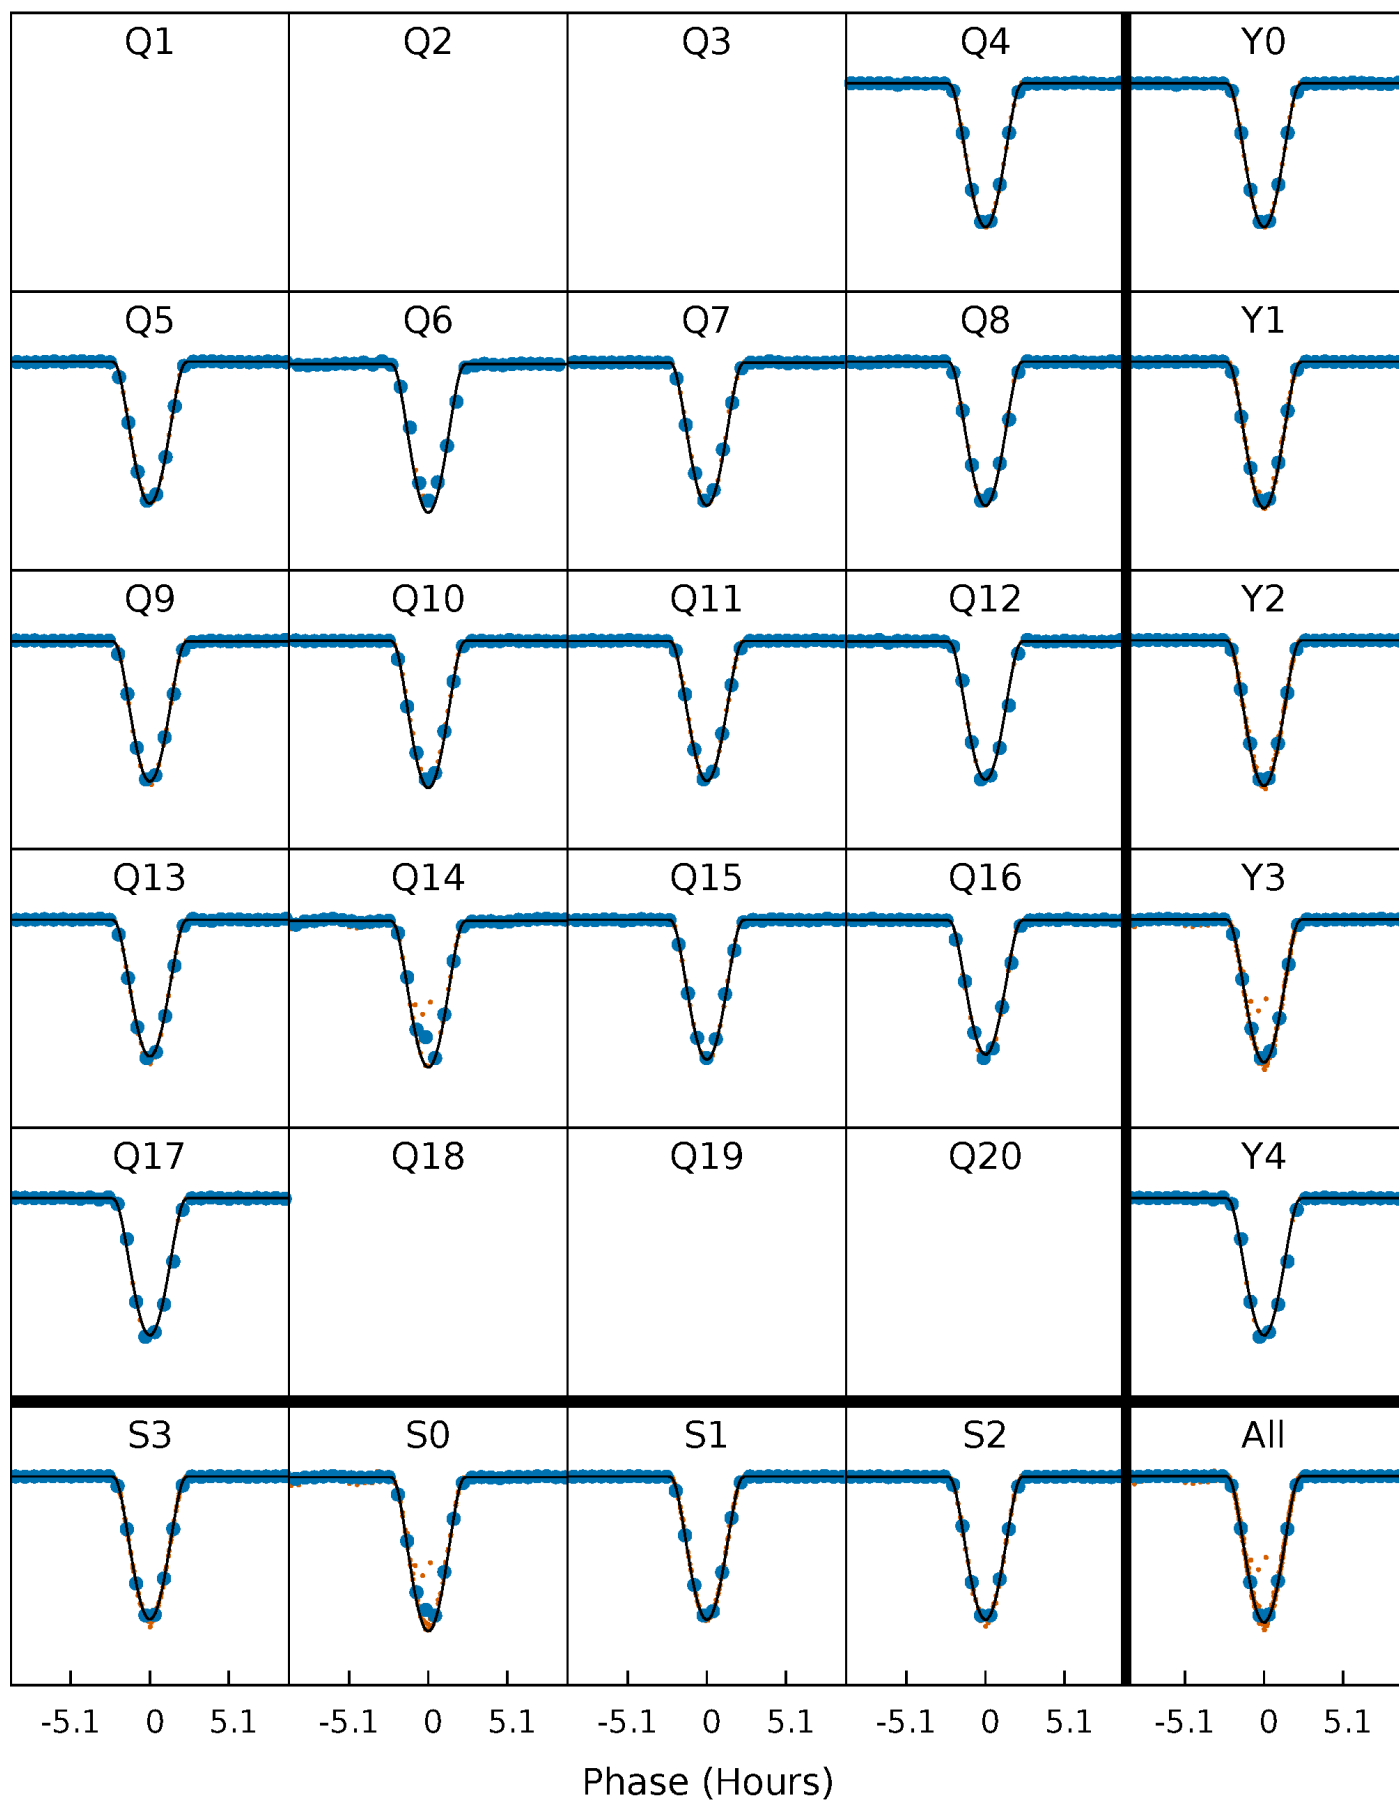 Q1 Q2 Q3 Q4 Y0
Q5 Q6 Q7 Q8 Y1
Q9 Q10 Q11 Q12 Y2
Q13 Q14 Q15 Q16 Y3
Q17 Q18 Q19 Q20 Y4
S3 S0 S1 S2 All
-5.1 0 5.1 -5.1 0 5.1 -5.1 0 5.1 -5.1 0 5.1 -5.1 0 5.1
Phase (Hours)